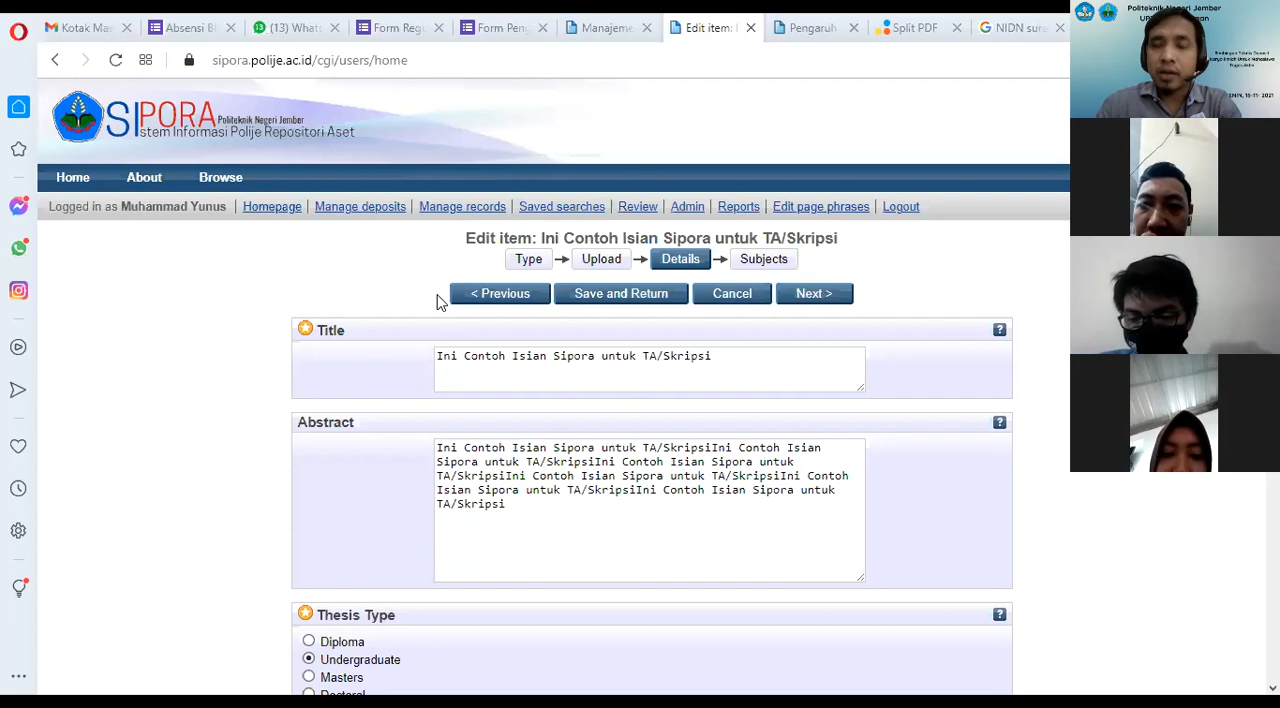 Kotak Mas
Absensi B
(13) Whats
Form Reg
Form Peng
Manajeme
Edit item:
Pengaruh
Split PDF
NIDN sura
sipora.polije.ac.id/cgi/users/home
SIPORA Politeknik Negeri Jember
stem Informasi Polije Repositori Aset
Home About Browse
Logged in as Muhammad Yunus | Homepage | Manage deposits | Manage records | Saved searches | Review | Admin | Reports | Edit page phrases | Logout
Edit item: Ini Contoh Isian Sipora untuk TA/Skripsi
Type → Upload → Details → Subjects
< Previous Save and Return Cancel Next >
Title ?
Ini Contoh Isian Sipora untuk TA/Skripsi
Abstract ?
Ini Contoh Isian Sipora untuk TA/SkripsiIni Contoh Isian
Sipora untuk TA/SkripsiIni Contoh Isian Sipora untuk
TA/SkripsiIni Contoh Isian Sipora untuk TA/SkripsiIni Contoh
Isian Sipora untuk TA/SkripsiIni Contoh Isian Sipora untuk
TA/Skripsi
Thesis Type ?
Diploma
Undergraduate
Masters
Doctoral
Politeknik Negeri Jember